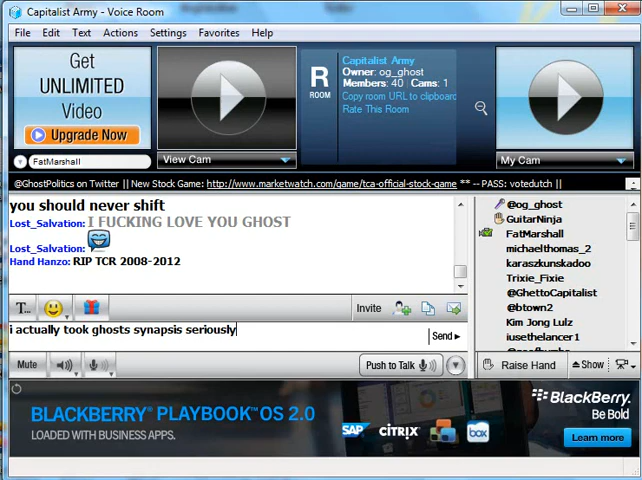 Capitalist Army - Voice Room
File Edit Text Actions Settings Favorites Help
Get
UNLIMITED
Video
Upgrade Now
FatMarshall
View Cam
R
ROOM
Capitalist Army
Owner: og_ghost
Members: 40 Cams: 1
Copy room URL to clipboard
Rate This Room
My Cam
@GhostPolitics on Twitter || New Stock Game: http://www.marketwatch.com/game/tca-official-stock-game ** -- PASS: votedutch ||
you should never shift
Lost_Salvation: I FUCKING LOVE YOU GHOST
Lost_Salvation:
Hand Hanzo: RIP TCR 2008-2012
@og_ghost
GuitarNinja
FatMarshall
michaelthomas_2
karaszkunskadoo
Trixie_Fixie
@GhettoCapitalist
@btown2
Kim Jong Lulz
iusethelancer1
T...
Invite
i actually took ghosts synapsis seriously
Send
Mute
Push to Talk
Raise Hand
Show
BLACKBERRY® PLAYBOOK™ OS 2.0
LOADED WITH BUSINESS APPS.
SAP
CITRIX
box
BlackBerry.
Be Bold
Learn more